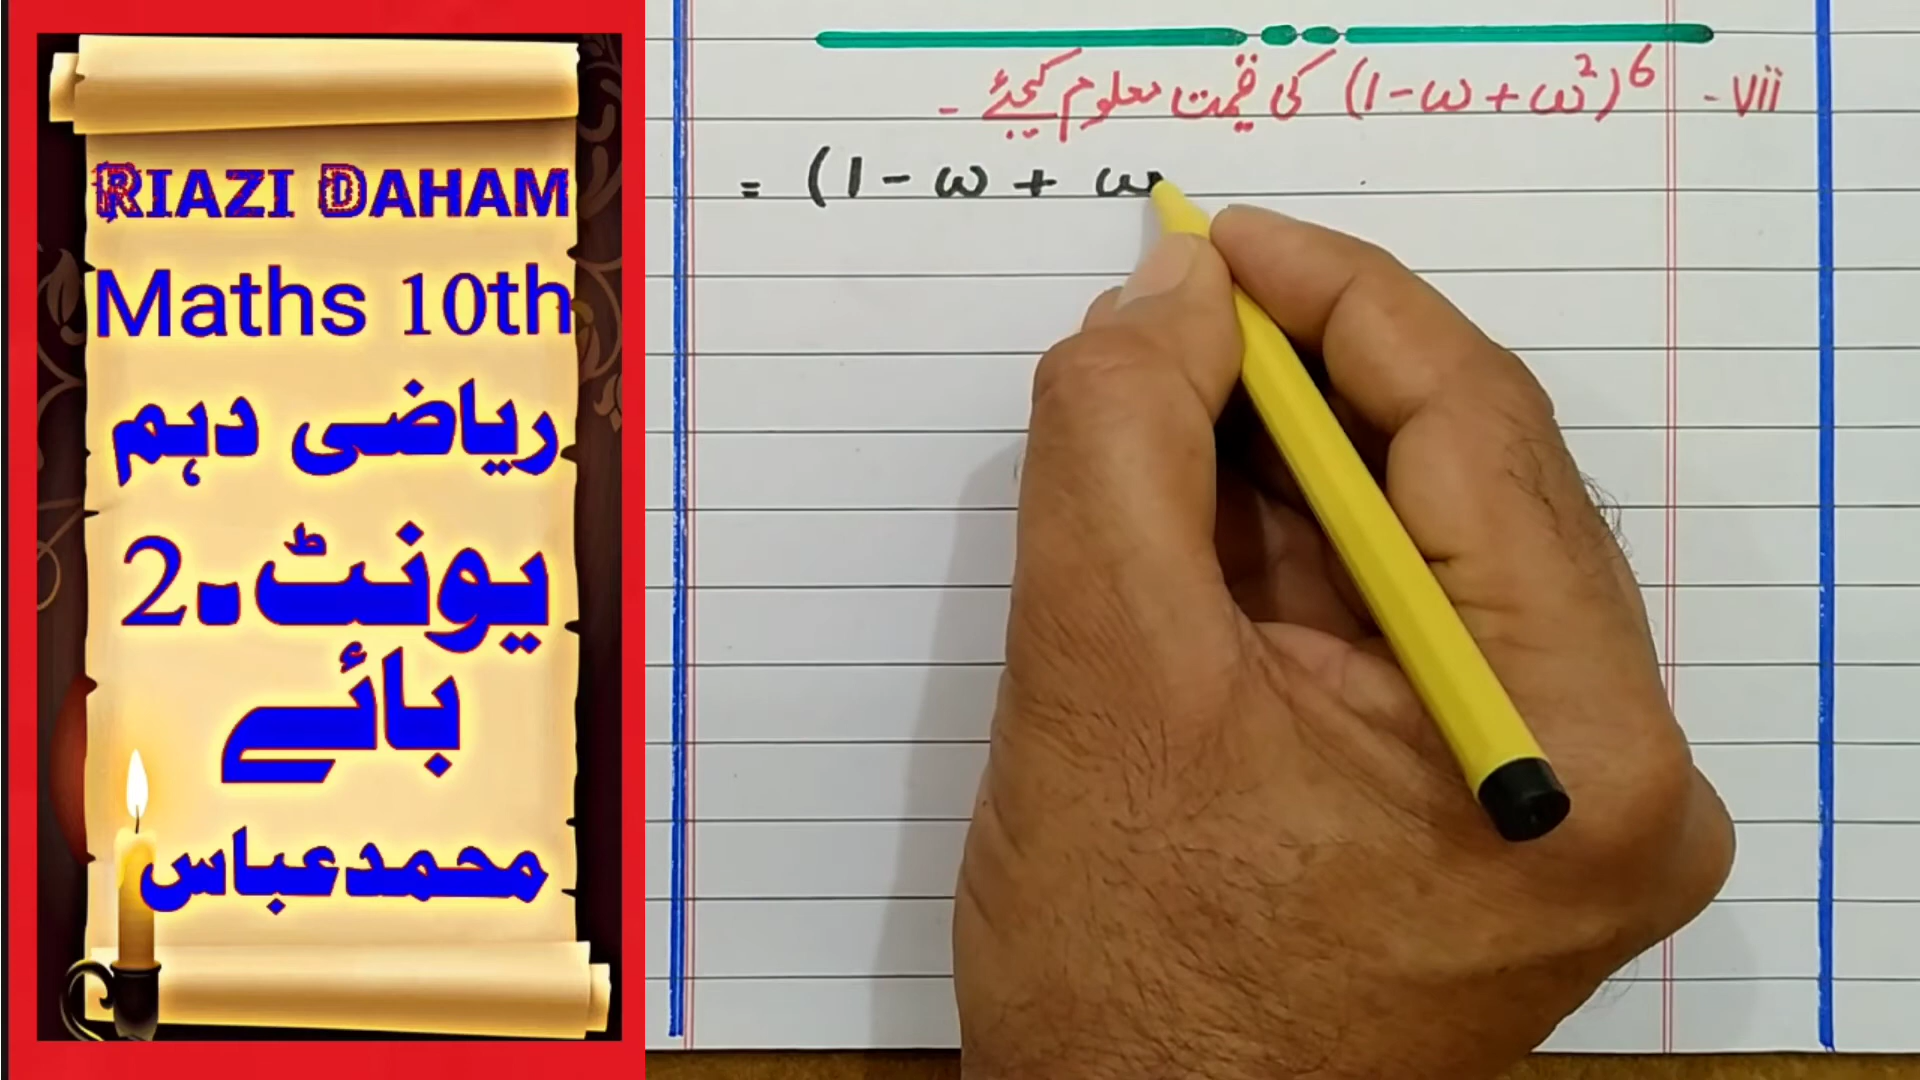 RIAZI DAHAM
Maths 10th
ریاضی دہم
یونٹ.2
بائے
محمدعباس
vii - (1-ω+ω²)⁶ کی قیمت معلوم کیجئے -
= (1 - ω + ω